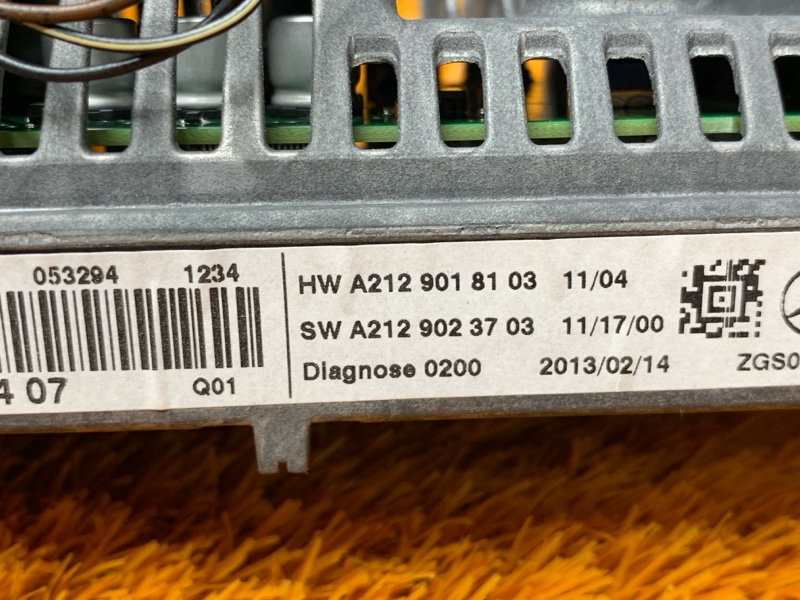 053294 1234
4 07 Q01
HW A212 901 81 03 11/04
SW A212 902 37 03 11/17/00
Diagnose 0200 2013/02/14
ZGS0